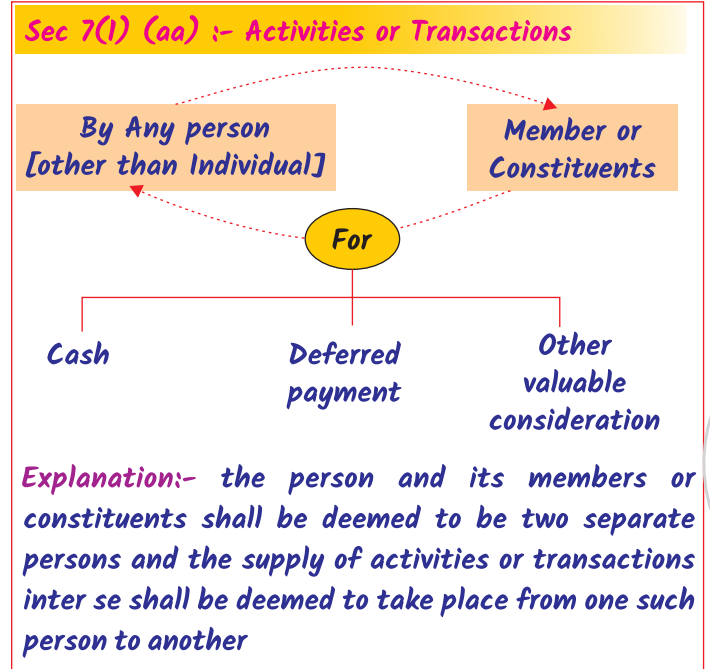 Sec 7(1) (aa) :- Activities or Transactions
By Any person
[other than Individual]
Member or
Constituents
For
Cash
Deferred
payment
Other
valuable
consideration
Explanation:- the person and its members or
constituents shall be deemed to be two separate
persons and the supply of activities or transactions
inter se shall be deemed to take place from one such
person to another